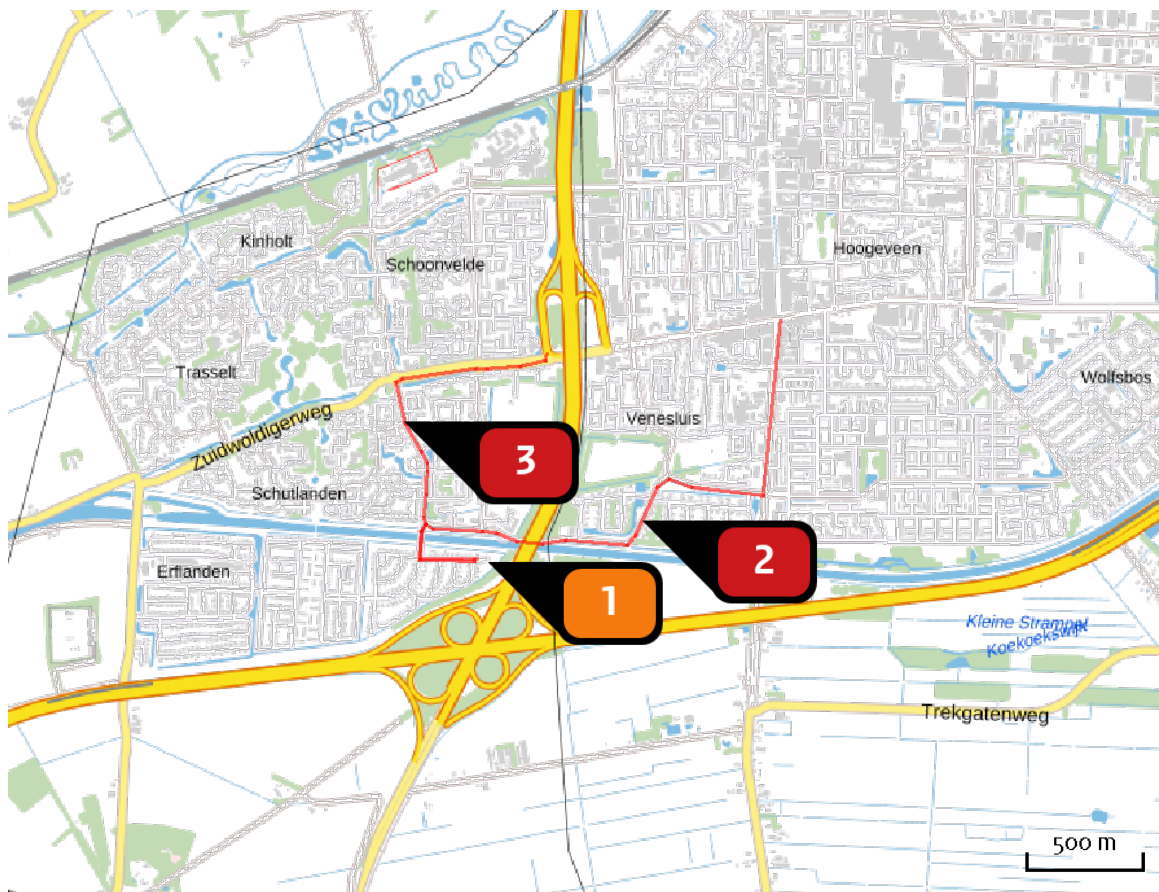 Kinholt
Hoogeveen
Schoonvelde
Trasselt
Wolfsbos
Venesluis
Zuidwoldigerweg
3
Schutlanden
2
Erflanden
1
Kleine Strampel
Koekoekswijk
Trekgatenweg
500 m